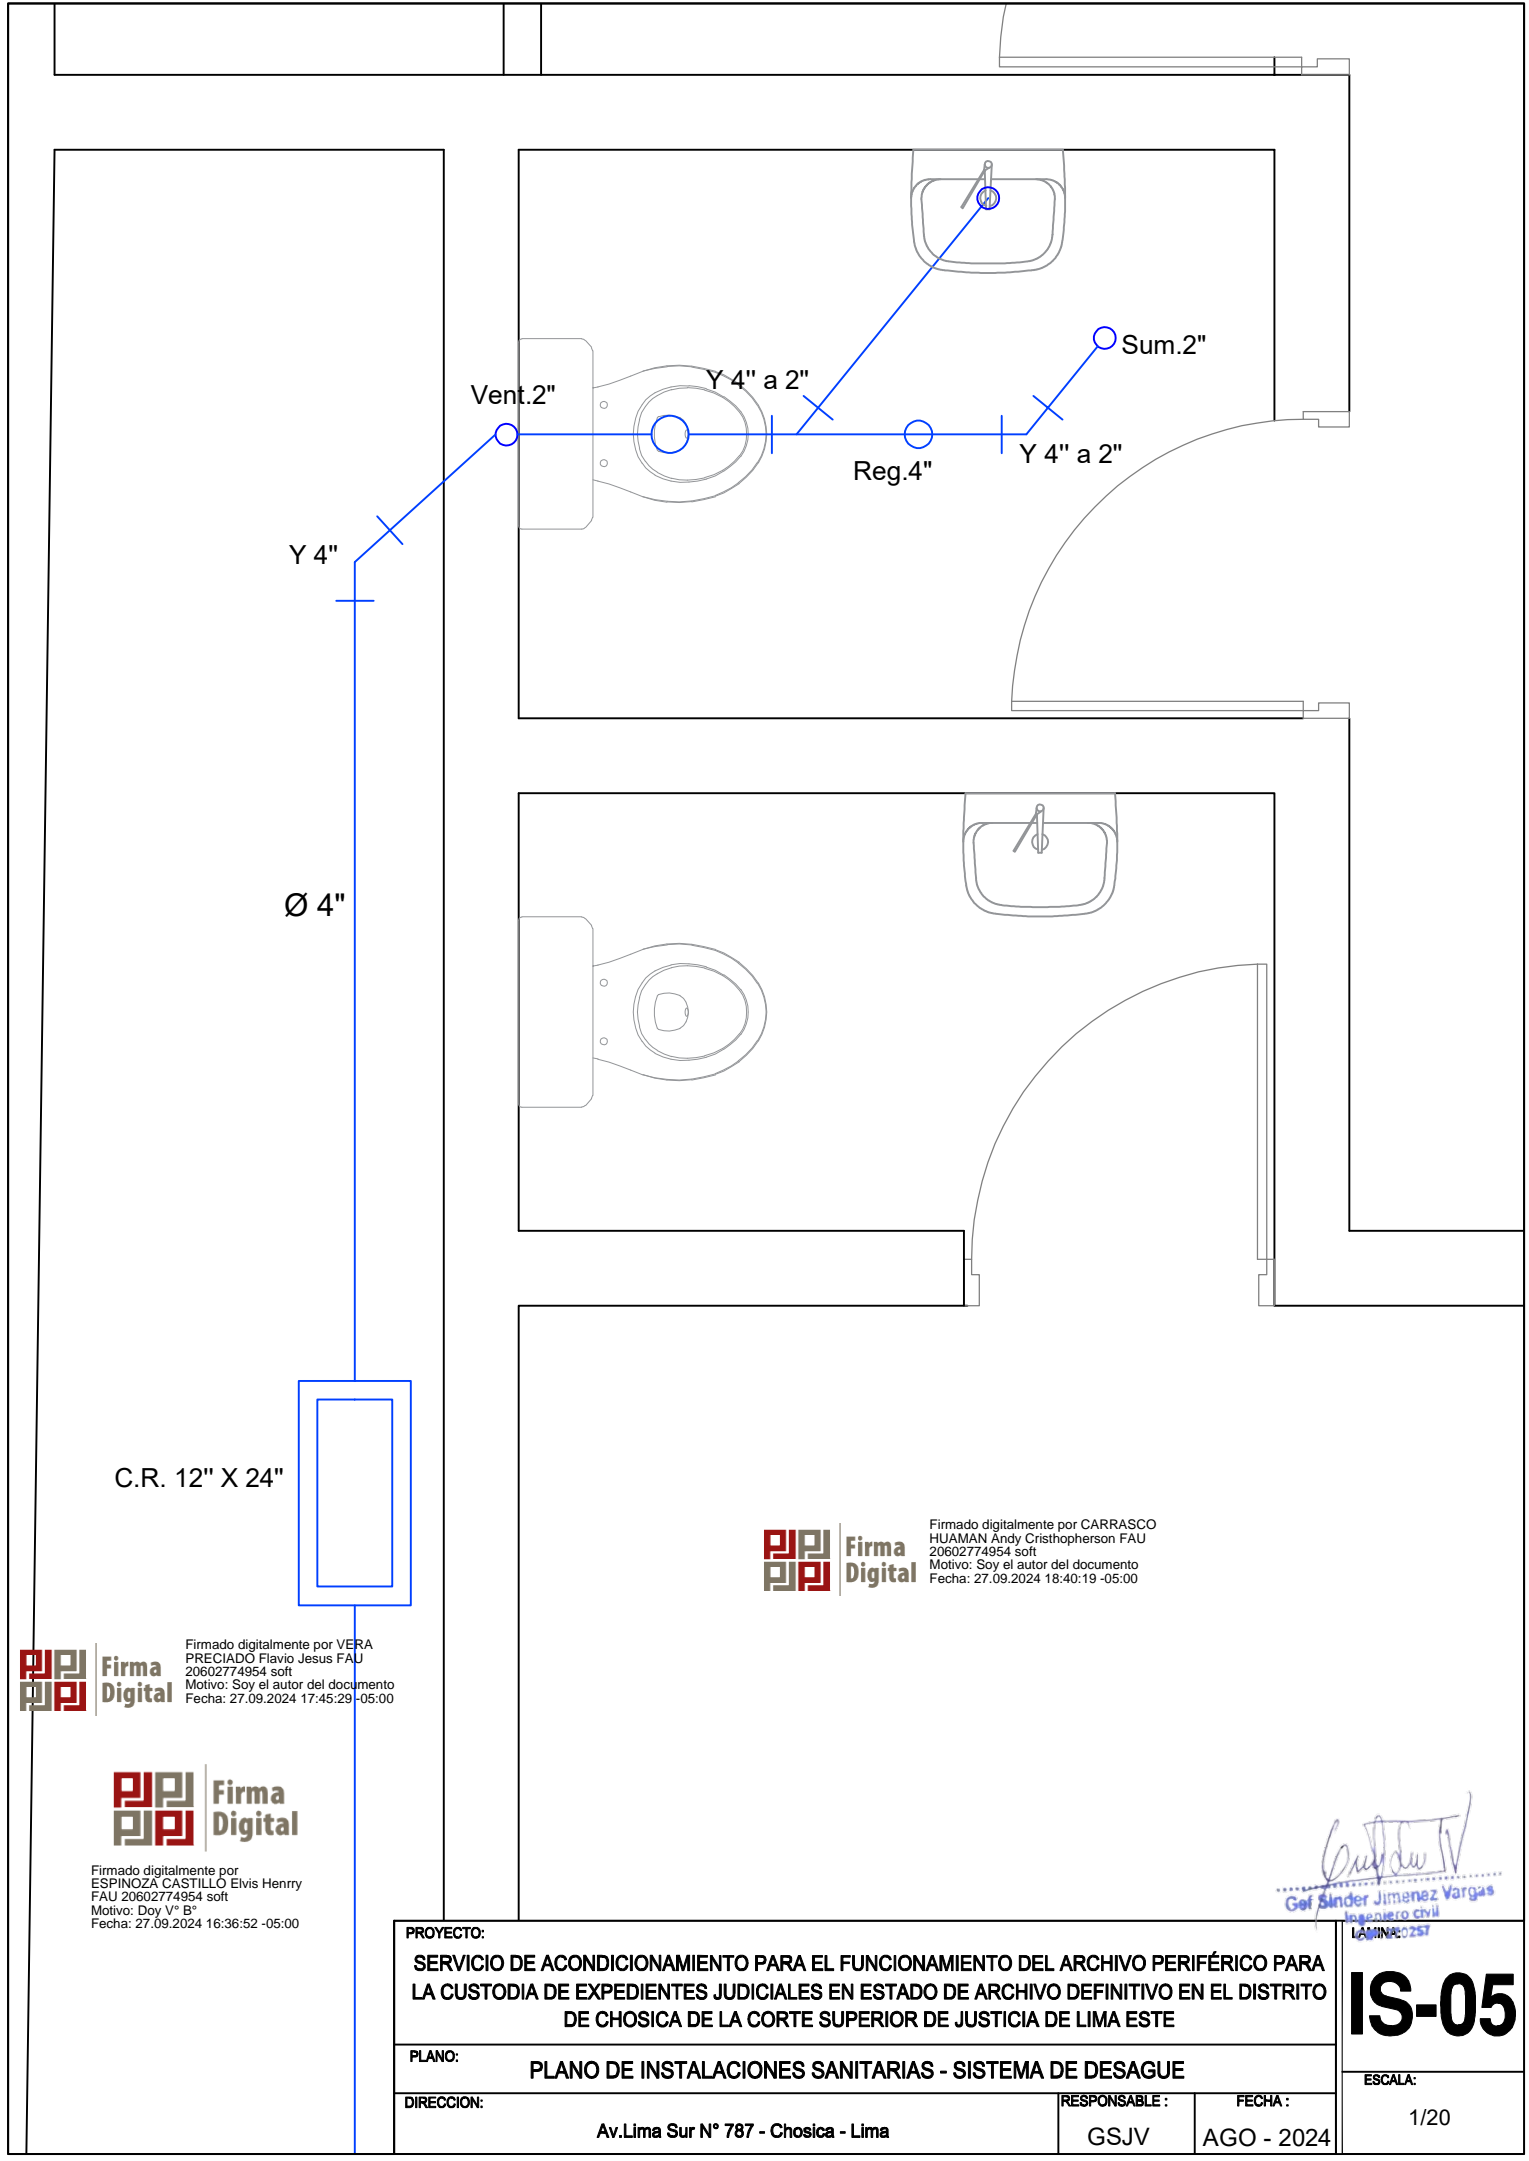 Sum.2"
Y 4'' a 2"
Vent.2"
Y 4'' a 2"
Reg.4"
Y 4"
Ø 4"
C.R. 12'' X 24"
Firma
Digital
Firmado digitalmente por CARRASCO
HUAMAN Andy Cristhopherson FAU
20602774954 soft
Motivo: Soy el autor del documento
Fecha: 27.09.2024 18:40:19 -05:00
Firma
Digital
Firmado digitalmente por VERA
PRECIADO Flavio Jesus FAU
20602774954 soft
Motivo: Soy el autor del documento
Fecha: 27.09.2024 17:45:29 -05:00
Firma
Digital
Firmado digitalmente por
ESPINOZA CASTILLO Elvis Henrry
FAU 20602774954 soft
Motivo: Doy V° B°
Fecha: 27.09.2024 16:36:52 -05:00
Gef Sinder Jimenez Vargas
Ingeniero civil
PROYECTO:
SERVICIO DE ACONDICIONAMIENTO PARA EL FUNCIONAMIENTO DEL ARCHIVO PERIFÉRICO PARA
LA CUSTODIA DE EXPEDIENTES JUDICIALES EN ESTADO DE ARCHIVO DEFINITIVO EN EL DISTRITO
DE CHOSICA DE LA CORTE SUPERIOR DE JUSTICIA DE LIMA ESTE
LAMINA:
IS-05
PLANO:
PLANO DE INSTALACIONES SANITARIAS - SISTEMA DE DESAGUE
ESCALA:
1/20
DIRECCION:
Av.Lima Sur N° 787 - Chosica - Lima
RESPONSABLE :
GSJV
FECHA :
AGO - 2024